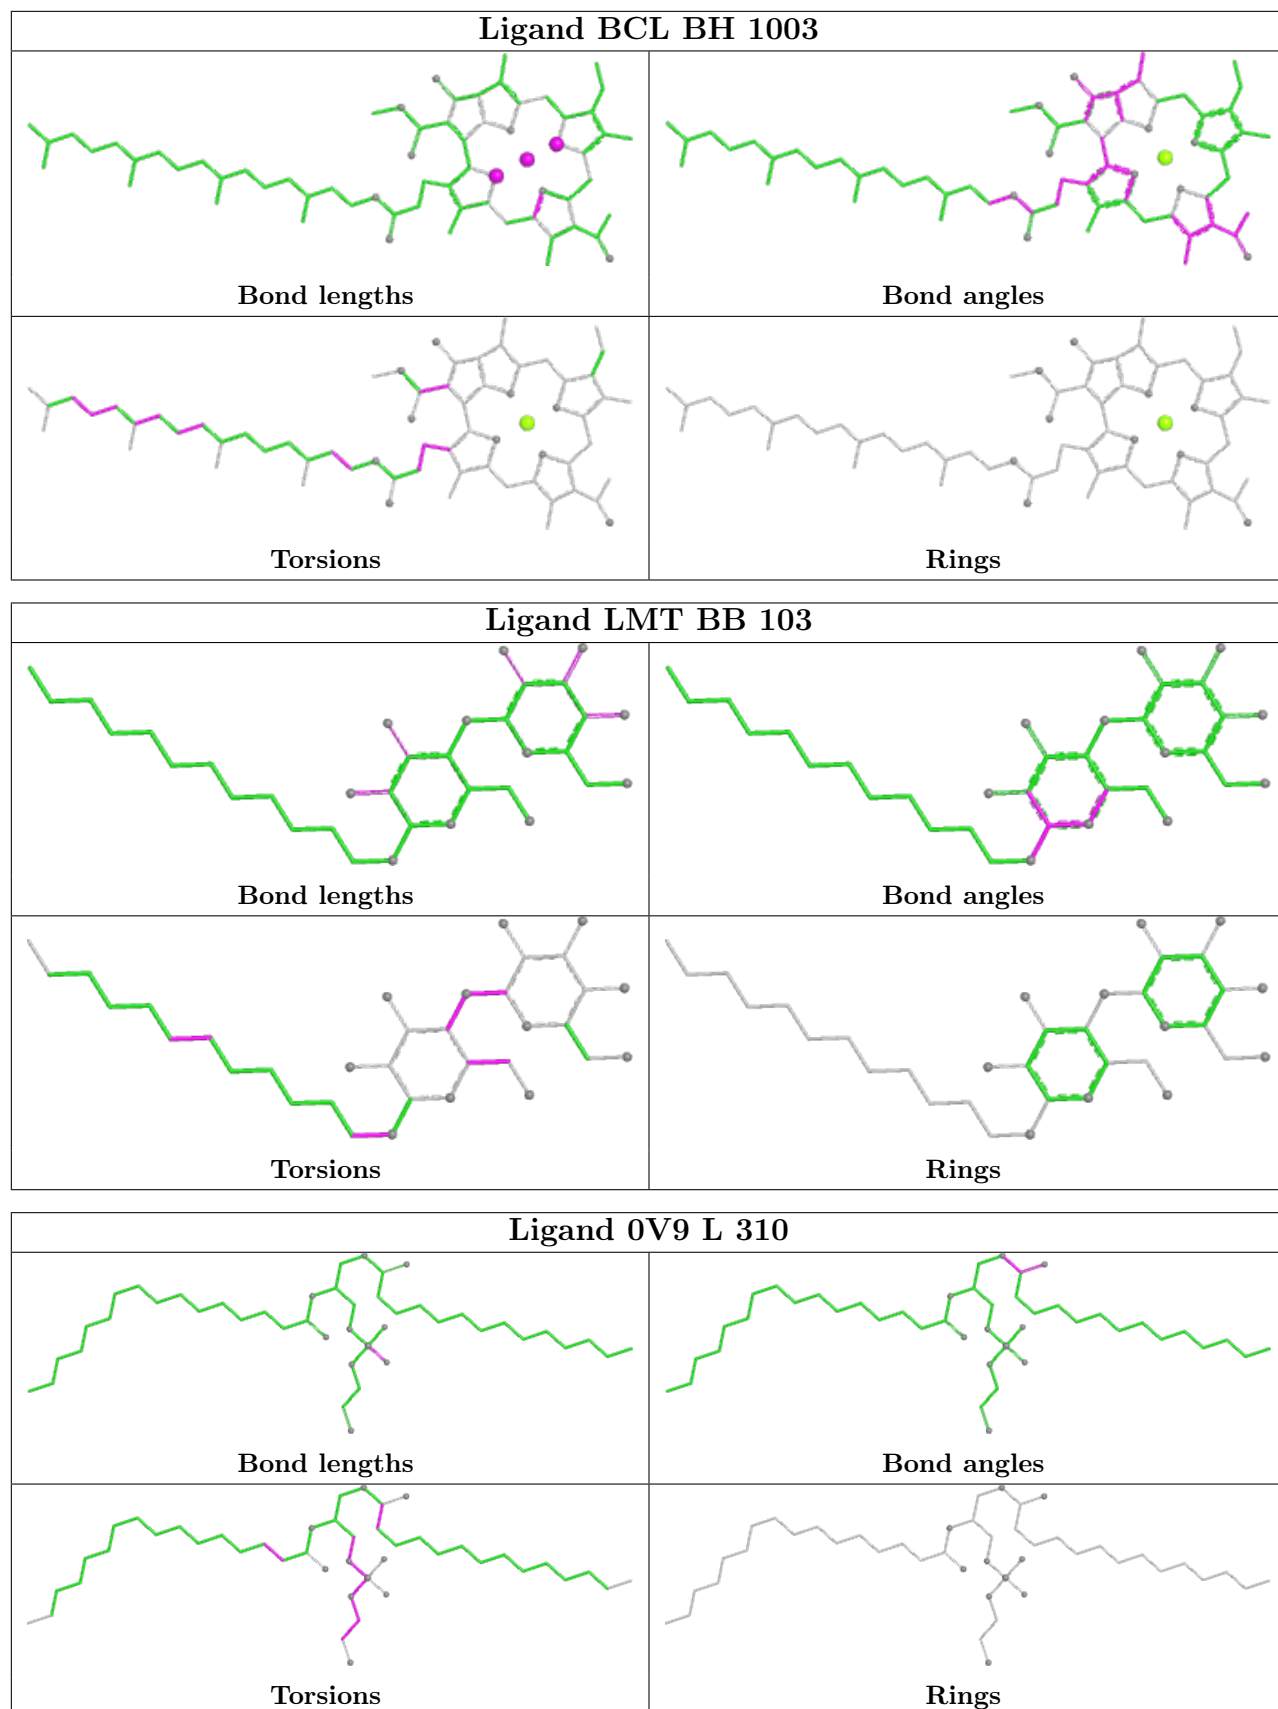 Ligand BCL BH 1003
Bond lengths
Bond angles
Torsions
Rings
Ligand LMT BB 103
Bond lengths
Bond angles
Torsions
Rings
Ligand 0V9 L 310
Bond lengths
Bond angles
Torsions
Rings